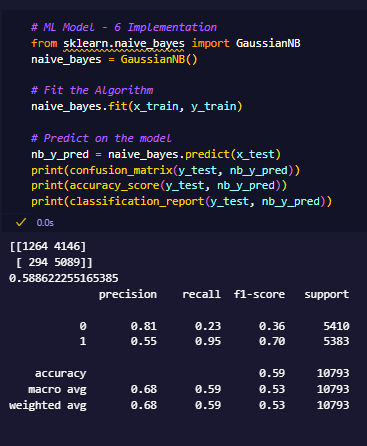 # ML Model - 6 Implementation
from sklearn.naive_bayes import GaussianNB
naive_bayes = GaussianNB()
# Fit the Algorithm
naive_bayes.fit(x_train, y_train)
# Predict on the model
nb_y_pred = naive_bayes.predict(x_test)
print(confusion_matrix(y_test, nb_y_pred))
print(accuracy_score(y_test, nb_y_pred))
print(classification_report(y_test, nb_y_pred))
0.0s
[[1264 4146]
[ 294 5089]]
0.588622255165385
precision recall f1-score support
0 0.81 0.23 0.36 5410
1 0.55 0.95 0.70 5383
accuracy 0.59 10793
macro avg 0.68 0.59 0.53 10793
weighted avg 0.68 0.59 0.53 10793